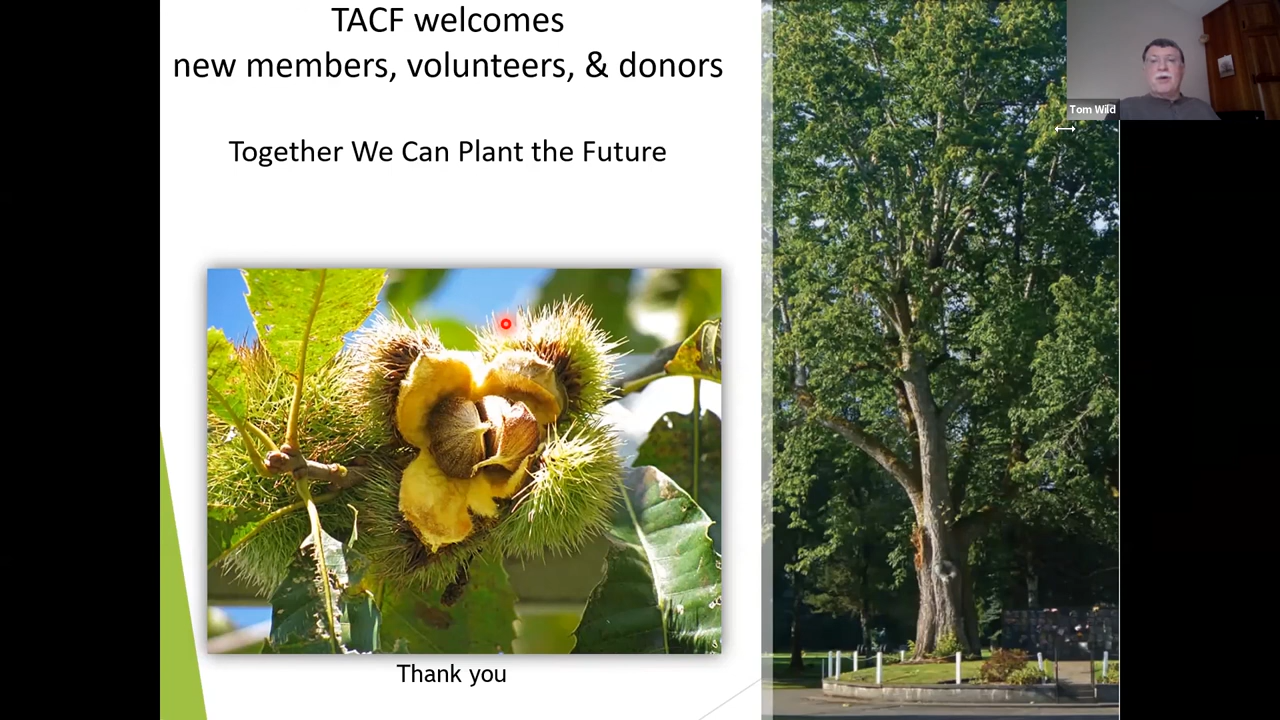 TACF welcomes
new members, volunteers, & donors
Together We Can Plant the Future
Tom Wild
Thank you